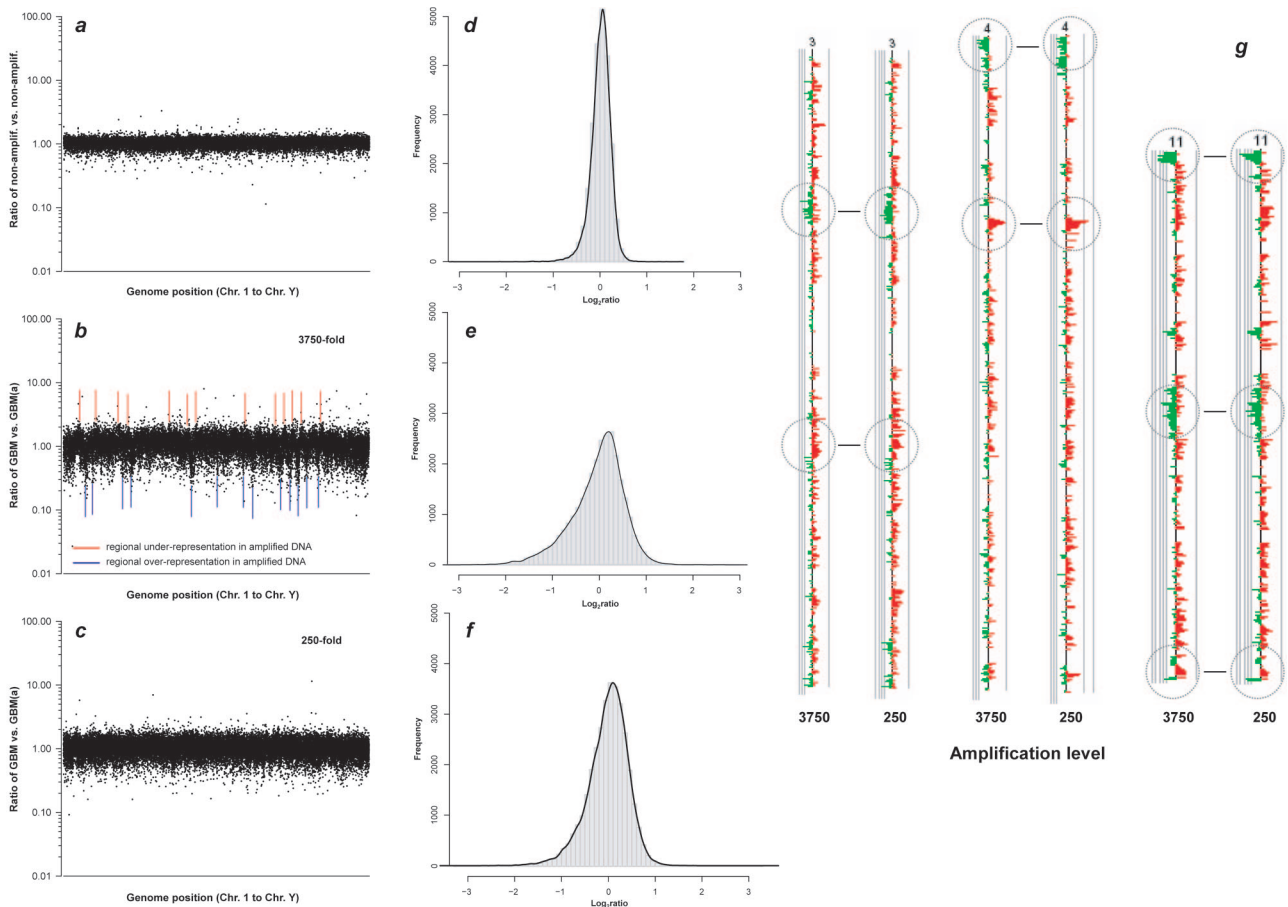 a
Ratio of non-amplif. vs. non-amplif.
100.00
10.00
1.00
0.10
0.01
Genome position (Chr. 1 to Chr. Y)
b
3750-fold
Ratio of GBM vs. GBM(a)
100.00
10.00
1.00
0.10
0.01
regional under-representation in amplified DNA
regional over-representation in amplified DNA
Genome position (Chr. 1 to Chr. Y)
c
250-fold
Ratio of GBM vs. GBM(a)
100.00
10.00
1.00
0.10
0.01
Genome position (Chr. 1 to Chr. Y)
d
Frequency
5000
4000
3000
2000
1000
0
−3 −2 −1 0 1 2 3
Log2ratio
e
Frequency
5000
4000
3000
2000
1000
0
−3 −2 −1 0 1 2 3
Log2ratio
f
Frequency
5000
4000
3000
2000
1000
0
−3 −2 −1 0 1 2 3
Log2ratio
g
3 3 4 4 11 11
3750 250 3750 250 3750 250
Amplification level